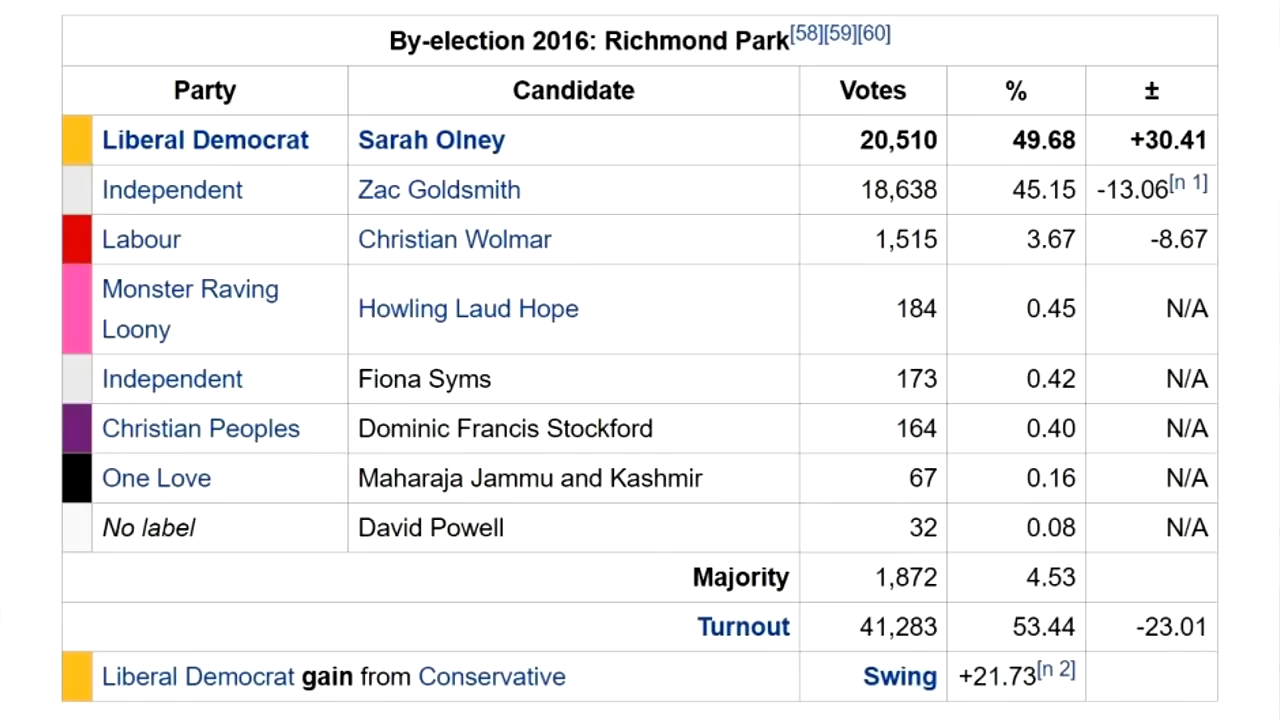 By-election 2016: Richmond Park[58][59][60]
Party Candidate Votes % ±
Liberal Democrat Sarah Olney 20,510 49.68 +30.41
Independent Zac Goldsmith 18,638 45.15 -13.06[n 1]
Labour Christian Wolmar 1,515 3.67 -8.67
Monster Raving
Loony Howling Laud Hope 184 0.45 N/A
Independent Fiona Syms 173 0.42 N/A
Christian Peoples Dominic Francis Stockford 164 0.40 N/A
One Love Maharaja Jammu and Kashmir 67 0.16 N/A
No label David Powell 32 0.08 N/A
Majority 1,872 4.53
Turnout 41,283 53.44 -23.01
Liberal Democrat gain from Conservative Swing +21.73[n 2]